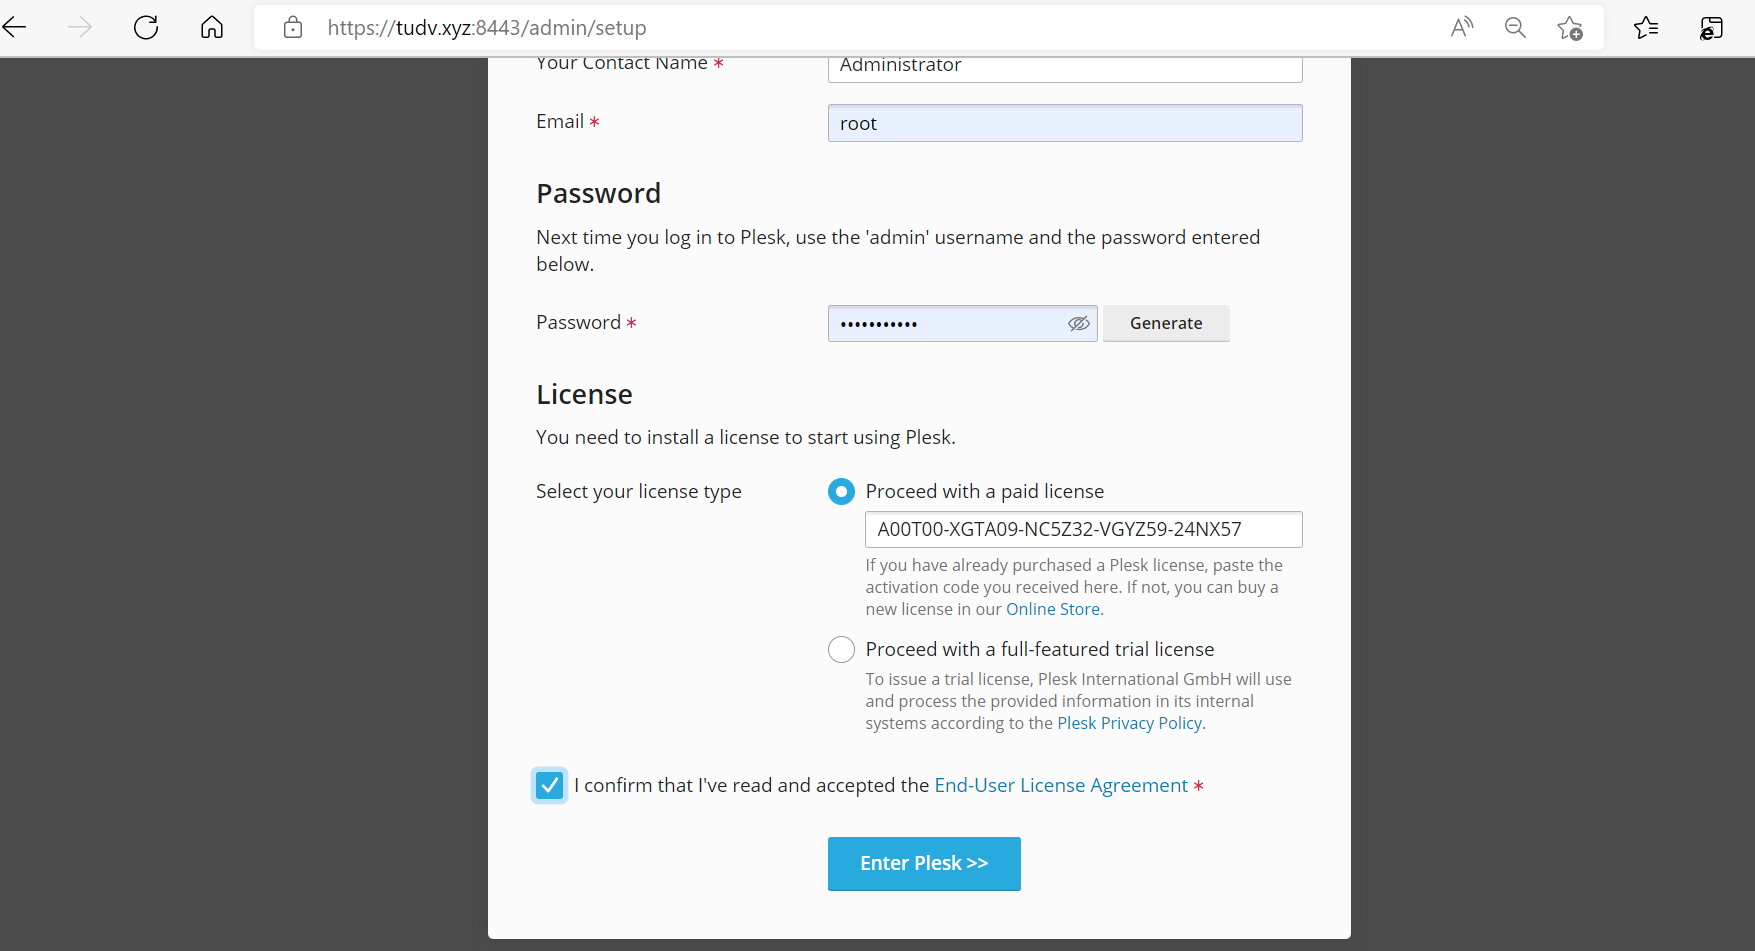 https://tudv.xyz:8443/admin/setup
Your Contact Name *
Administrator
Email *
root
Password
Next time you log in to Plesk, use the 'admin' username and the password entered
below.
Password *
•••••••••••
Generate
License
You need to install a license to start using Plesk.
Select your license type
Proceed with a paid license
A00T00-XGTA09-NC5Z32-VGYZ59-24NX57
If you have already purchased a Plesk license, paste the
activation code you received here. If not, you can buy a
new license in our Online Store.
Proceed with a full-featured trial license
To issue a trial license, Plesk International GmbH will use
and process the provided information in its internal
systems according to the Plesk Privacy Policy.
I confirm that I've read and accepted the End-User License Agreement *
Enter Plesk >>